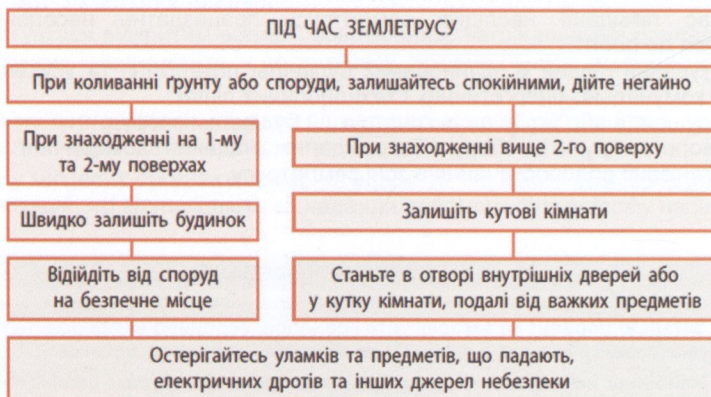 ПІД ЧАС ЗЕМЛЕТРУСУ
При коливанні ґрунту або споруди, залишайтесь спокійними, дійте негайно
При знаходженні на 1-му
та 2-му поверхах
Швидко залишіть будинок
Відійдіть від споруд
на безпечне місце
При знаходженні вище 2-го поверху
Залишіть кутові кімнати
Станьте в отворі внутрішніх дверей або
у кутку кімнати, подалі від важких предметів
Остерігайтесь уламків та предметів, що падають,
електричних дротів та інших джерел небезпеки